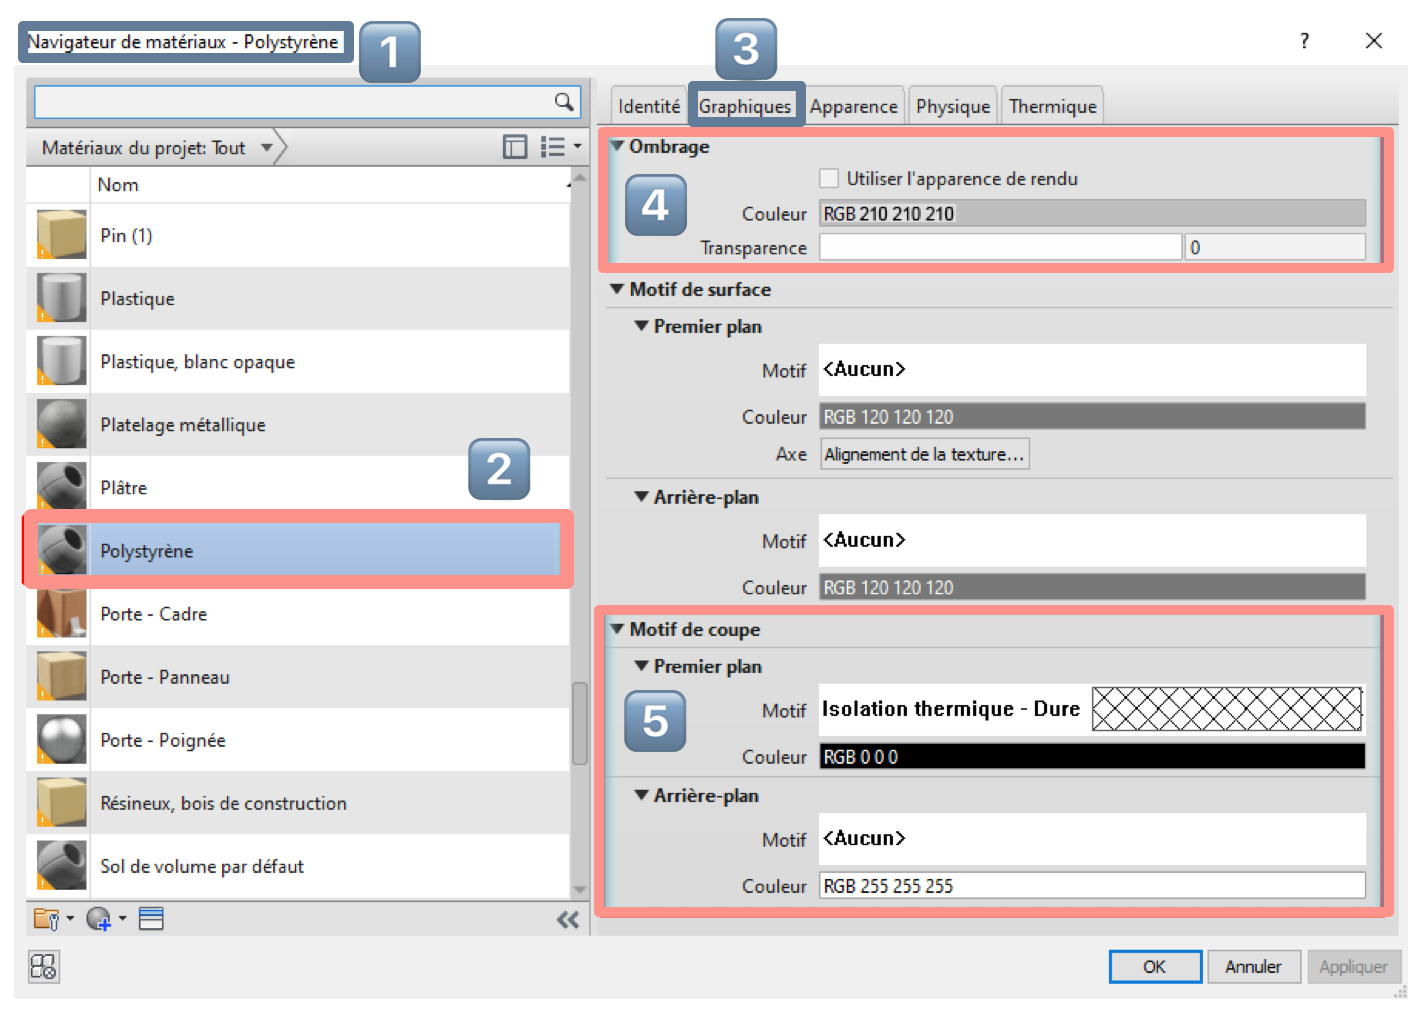 Navigateur de matériaux - Polystyrène
1
3
?
Identité
Graphiques
Apparence
Physique
Thermique
Matériaux du projet: Tout
Nom
Pin (1)
Plastique
Plastique, blanc opaque
Platelage métallique
2
Plâtre
Polystyrène
Porte - Cadre
Porte - Panneau
Porte - Poignée
Résineux, bois de construction
Sol de volume par défaut
Ombrage
4
Utiliser l'apparence de rendu
Couleur RGB 210 210 210
Transparence 0
Motif de surface
Premier plan
Motif <Aucun>
Couleur RGB 120 120 120
Axe Alignement de la texture...
Arrière-plan
Motif <Aucun>
Couleur RGB 120 120 120
Motif de coupe
Premier plan
5
Motif Isolation thermique - Dure
Couleur RGB 0 0 0
Arrière-plan
Motif <Aucun>
Couleur RGB 255 255 255
OK
Annuler
Appliquer